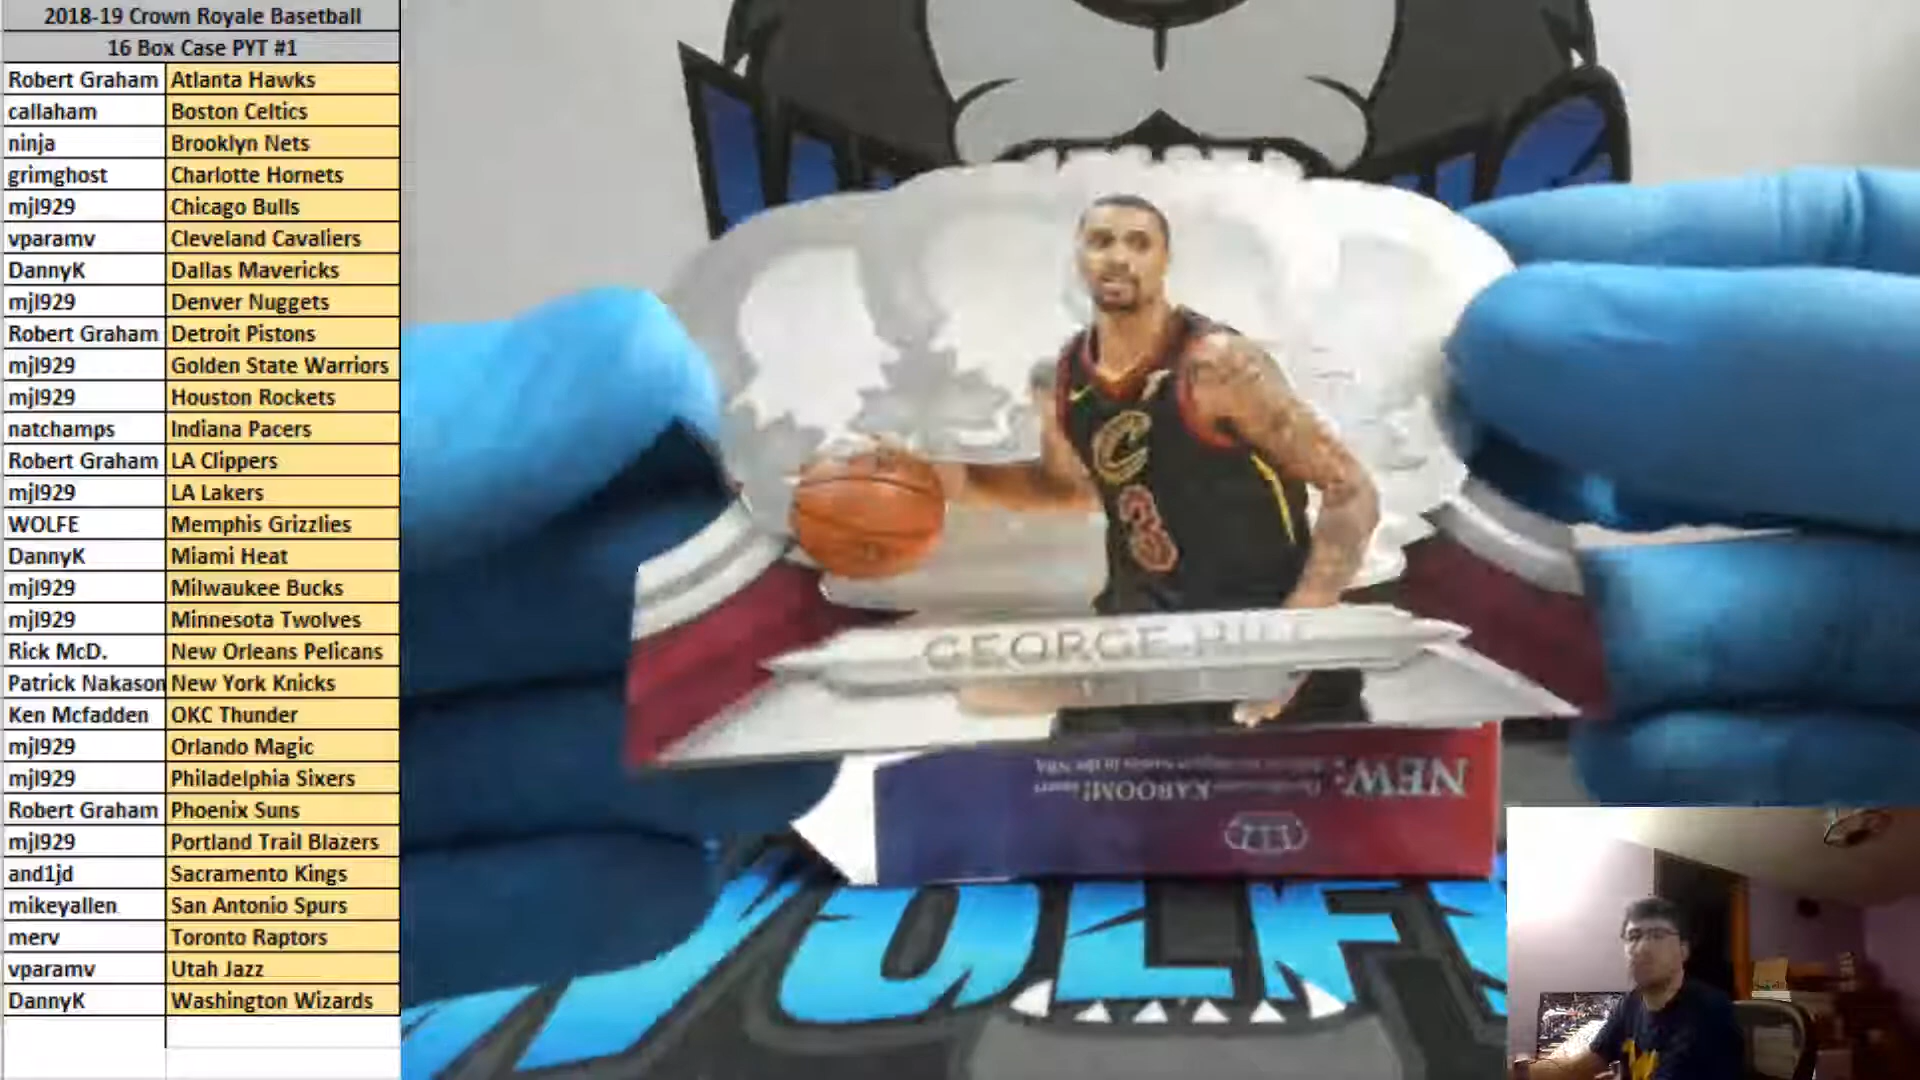 2018-19 Crown Royale Basetball
16 Box Case PYT #1
Robert Graham Atlanta Hawks
callaham Boston Celtics
ninja Brooklyn Nets
grimghost Charlotte Hornets
mjl929 Chicago Bulls
vparamv Cleveland Cavaliers
DannyK Dallas Mavericks
mjl929 Denver Nuggets
Robert Graham Detroit Pistons
mjl929 Golden State Warriors
mjl929 Houston Rockets
natchamps Indiana Pacers
Robert Graham LA Clippers
mjl929 LA Lakers
WOLFE Memphis Grizzlies
DannyK Miami Heat
mjl929 Milwaukee Bucks
mjl929 Minnesota Twolves
Rick McD. New Orleans Pelicans
Patrick Nakason New York Knicks
Ken Mcfadden OKC Thunder
mjl929 Orlando Magic
mjl929 Philadelphia Sixers
Robert Graham Phoenix Suns
mjl929 Portland Trail Blazers
and1jd Sacramento Kings
mikeyallen San Antonio Spurs
merv Toronto Raptors
vparamv Utah Jazz
DannyK Washington Wizards
C
3
GEORGE HILL
NEW:
KABOOM!
WOLF